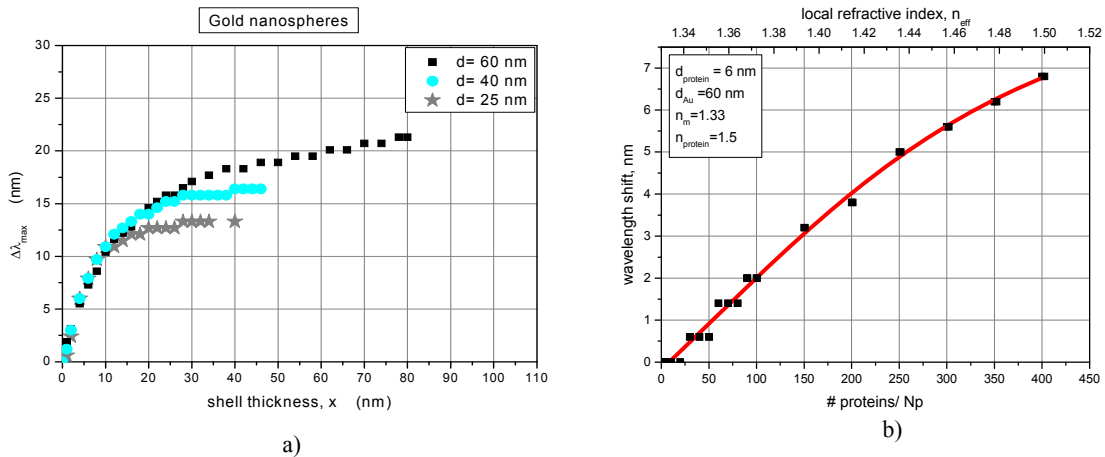 Gold nanospheres
30
25
20
15
10
5
0
Δλmax (nm)
d= 60 nm
d= 40 nm
d= 25 nm
0 10 20 30 40 50 60 70 80 90 100 110
shell thickness, x (nm)
a)
local refractive index, neff
1.34 1.36 1.38 1.40 1.42 1.44 1.46 1.48 1.50 1.52
7
6
5
4
3
2
1
0
wavelength shift, nm
dprotein = 6 nm
dAu =60 nm
nm=1.33
nprotein=1.5
0 50 100 150 200 250 300 350 400 450
# proteins/ Np
b)